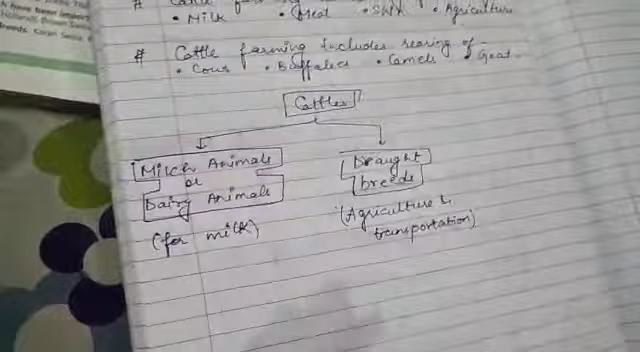 • Milk • Meat • Skin • Agriculture
# Cattle farming includes rearing of
• Cows • Buffaloes • Camels • Goat.
Cattles
Milch Animals
or
Dairy Animals
(for milk)
Draught
breeds
(Agriculture &
transportation)